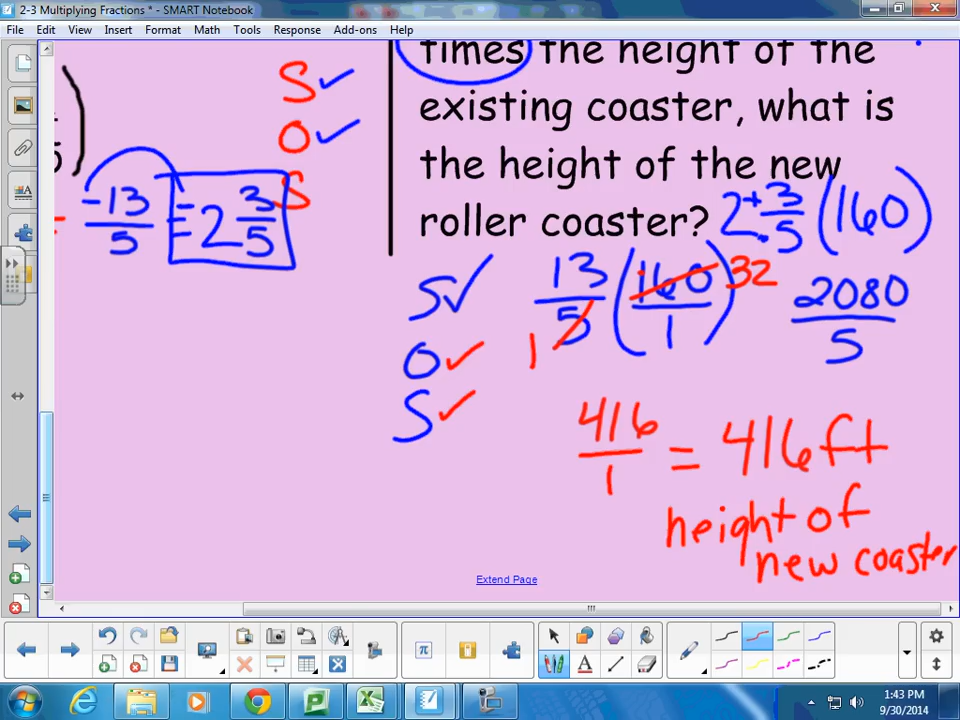 2-3 Multiplying Fractions * - SMART Notebook
File Edit View Insert Format Math Tools Response Add-ons Help
S
O
S
5
-13/5 = -2 3/5
times the height of the
existing coaster, what is
the height of the new
roller coaster?
2 + 3/5 (160)
S
13/5 (160/1) 32
1
2080/5
O
S
416/1 = 416 ft
height of
new coaster
Extend Page
π
A
1:43 PM
9/30/2014